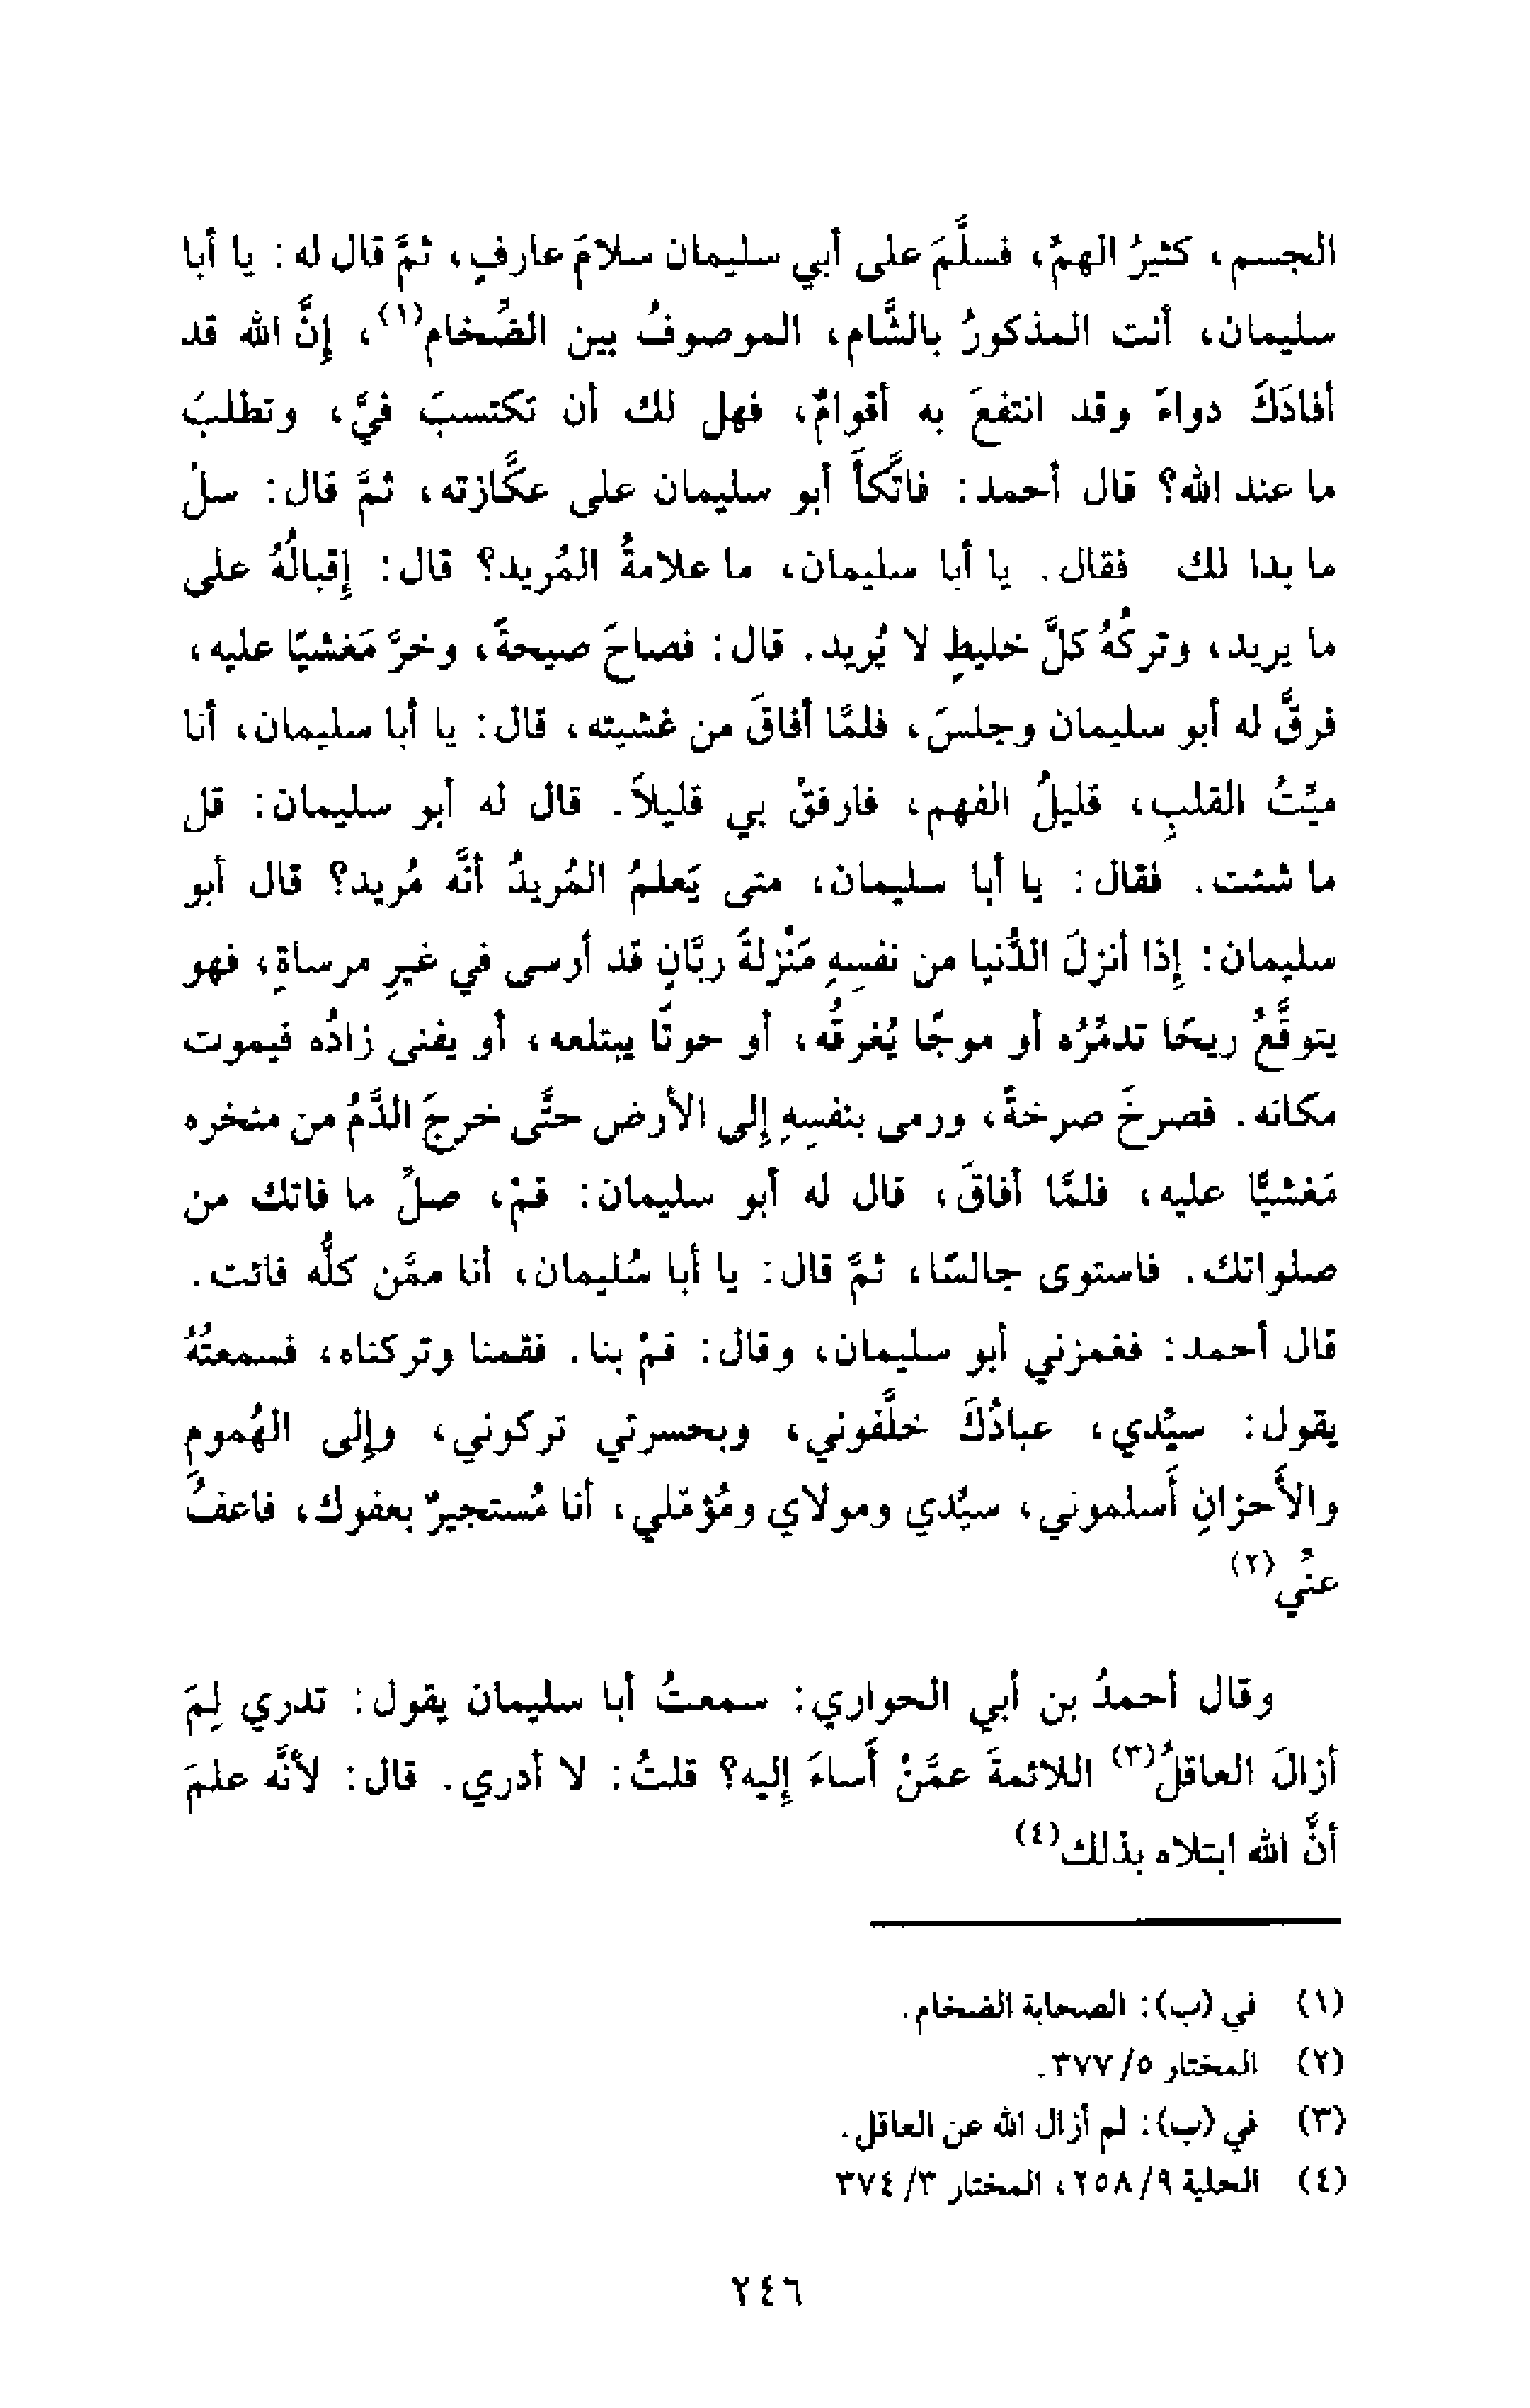 الجسم، كثيرُ الهمِّ، فسلَّمَ على أبي سليمان سلامَ عارفٍ، ثمَّ قال له: يا أبا
سليمان، أنت المذكورُ بالشَّام، الموصوفُ بين الضِّخام(١)، إنَّ الله قد
أفادَكَ دواءً وقد انتفعَ به أقوامٌ، فهل لك أن تكتسبَ فيَّ، وتطلبَ
ما عند الله؟ قال أحمد: فاتَّكأَ أبو سليمان على عكَّازته، ثمَّ قال: سلْ
ما بدا لك فقال. يا أبا سليمان، ما علامةُ المُريد؟ قال: إقبالُهُ على
ما يريد، وتركُهُ كلَّ خليطٍ لا يُريد. قال: فصاحَ صيحةً، وخرَّ مَغشيًا عليه،
فرقَّ له أبو سليمان وجلسَ، فلمَّا أفاقَ من غشيته، قال: يا أبا سليمان، أنا
ميِّتُ القلبِ، قليلُ الفهم، فارفقْ بي قليلاً. قال له أبو سليمان: قل
ما شئت. فقال: يا أبا سليمان، متى يَعلمُ المُريدُ أنَّه مُريد؟ قال أبو
سليمان: إذا أنزلَ الدُّنيا من نفسِهِ مَنْزلةَ ربَّانٍ قد أرسى في غيرِ مرساةٍ، فهو
يتوقَّعُ ريحًا تدمِّرُه أو موجًا يُغرقُه، أو حوتًا يبتلعه، أو يفنى زادُه فيموت
مكانه. فصرخَ صرخةً، ورمى بنفسِهِ إلى الأرض حتَّى خرجَ الدَّمُ من منخره
مَغشيًّا عليه، فلمَّا أفاقَ، قال له أبو سليمان: قمْ، صلِّ ما فاتك من
صلواتك. فاستوى جالسًا، ثمَّ قال: يا أبا سُليمان، أنا ممَّن كلُّه فائت.
قال أحمد: فغمزني أبو سليمان، وقال: قمْ بنا. فقمنا وتركناه، فسمعتُهُ
يقول: سيِّدي، عبادُكَ خلَّفوني، وبحسرتي تركوني، وإلى الهُموم
والأَحزانِ أَسلموني، سيِّدي ومولاي ومُؤمّلي، أنا مُستجيرٌ بعفوك، فاعفُ
عنِّي(٢)
وقال أحمدُ بن أبي الحواري: سمعتُ أبا سليمان يقول: تدري لِمَ
أزالَ العاقلُ(٣) اللائمةَ عمَّنْ أَساءَ إليه؟ قلتُ: لا أدري. قال: لأنَّه علمَ
أنَّ الله ابتلاه بذلك(٤)
(١) في (ب): الصحابة الضخام.
(٢) المختار ٥/ ٣٧٧.
(٣) في (ب): لم أزال الله عن العاقل.
(٤) الحلية ٩/ ٢٥٨، المختار ٣/ ٣٧٤
٢٤٦